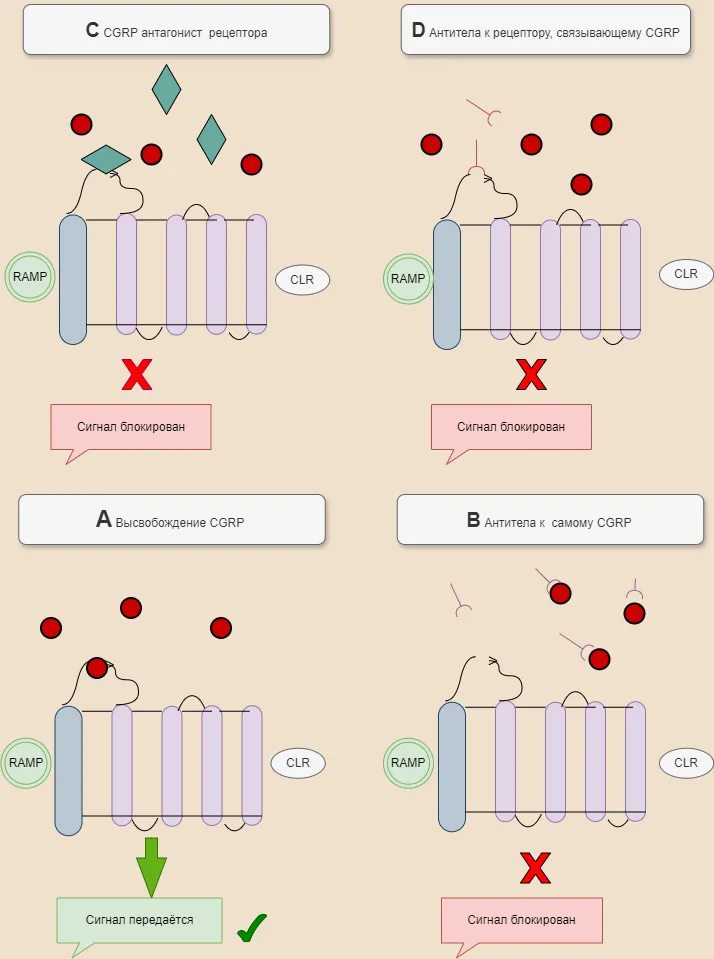 C CGRP антагонист рецептора
D Антитела к рецептору, связывающему CGRP
RAMP
CLR
RAMP
CLR
X
X
Сигнал блокирован
Сигнал блокирован
A Высвобождение CGRP
B Антитела к самому CGRP
RAMP
CLR
RAMP
CLR
X
Сигнал передаётся
Сигнал блокирован